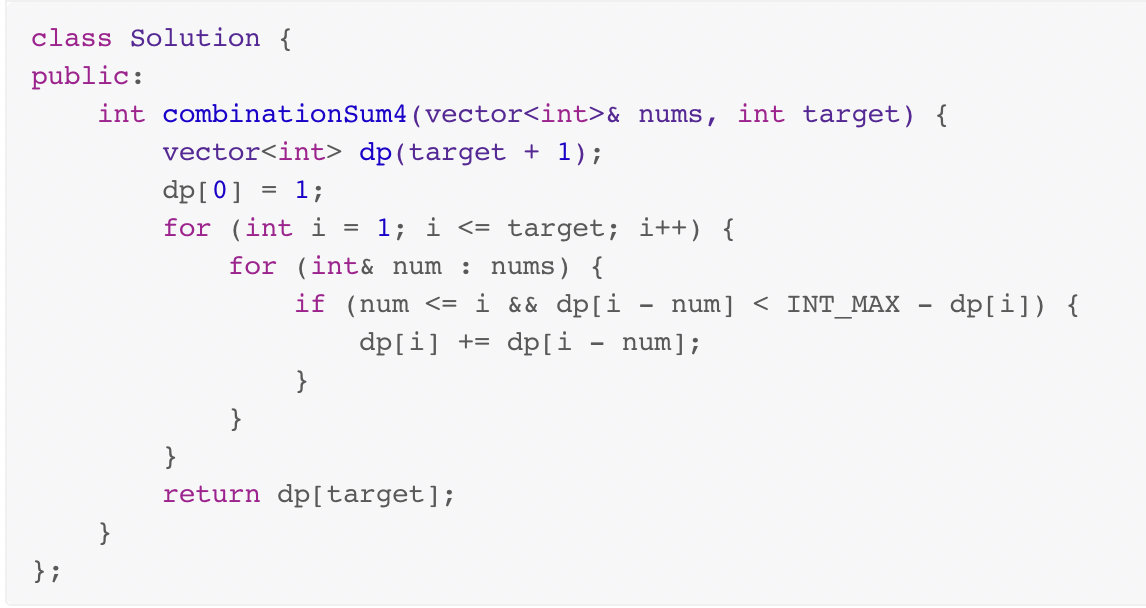 class Solution {
public:
    int combinationSum4(vector<int>& nums, int target) {
        vector<int> dp(target + 1);
        dp[0] = 1;
        for (int i = 1; i <= target; i++) {
            for (int& num : nums) {
                if (num <= i && dp[i - num] < INT_MAX - dp[i]) {
                    dp[i] += dp[i - num];
                }
            }
        }
        return dp[target];
    }
};